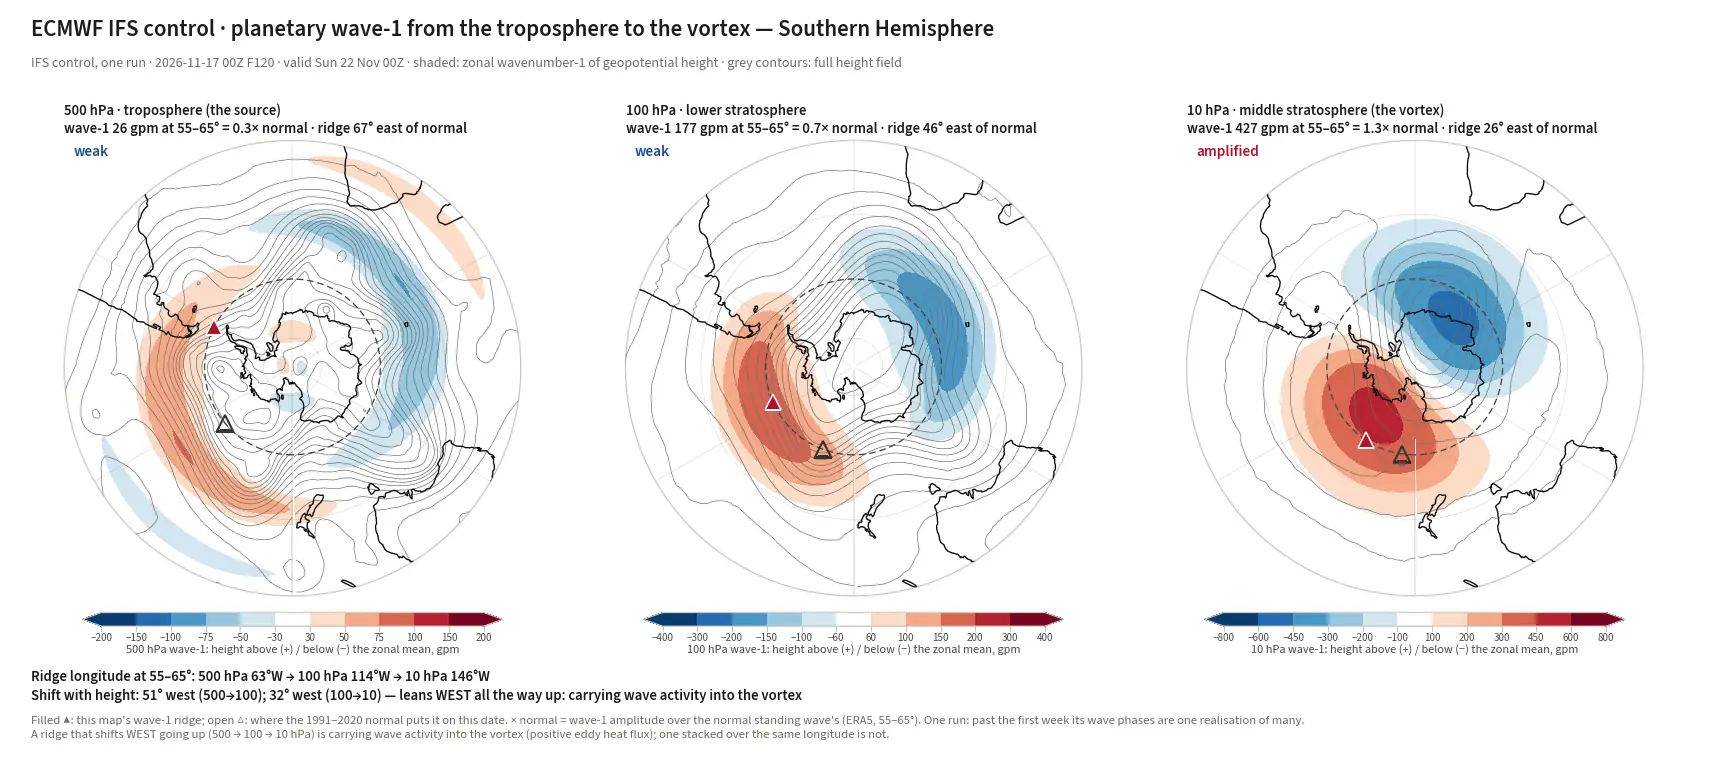 ECMWF IFS control · planetary wave-1 from the troposphere to the vortex — Southern Hemisphere
IFS control, one run · 2026-11-17 00Z F120 · valid Sun 22 Nov 00Z · shaded: zonal wavenumber-1 of geopotential height · grey contours: full height field
500 hPa · troposphere (the source)
wave-1 26 gpm at 55–65° = 0.3× normal · ridge 67° east of normal
weak
100 hPa · lower stratosphere
wave-1 177 gpm at 55–65° = 0.7× normal · ridge 46° east of normal
weak
10 hPa · middle stratosphere (the vortex)
wave-1 427 gpm at 55–65° = 1.3× normal · ridge 26° east of normal
amplified
−200 −150 −100 −75 −50 −30 30 50 75 100 150 200
500 hPa wave-1: height above (+) / below (−) the zonal mean, gpm
−400 −300 −200 −150 −100 −60 60 100 150 200 300 400
100 hPa wave-1: height above (+) / below (−) the zonal mean, gpm
−800 −600 −450 −300 −200 −100 100 200 300 450 600 800
10 hPa wave-1: height above (+) / below (−) the zonal mean, gpm
Ridge longitude at 55–65°: 500 hPa 63°W → 100 hPa 114°W → 10 hPa 146°W
Shift with height: 51° west (500→100); 32° west (100→10) — leans WEST all the way up: carrying wave activity into the vortex
Filled ▲: this map's wave-1 ridge; open △: where the 1991–2020 normal puts it on this date. × normal = wave-1 amplitude over the normal standing wave's (ERA5, 55–65°). One run: past the first week its wave phases are one realisation of many.
A ridge that shifts WEST going up (500 → 100 → 10 hPa) is carrying wave activity into the vortex (positive eddy heat flux); one stacked over the same longitude is not.